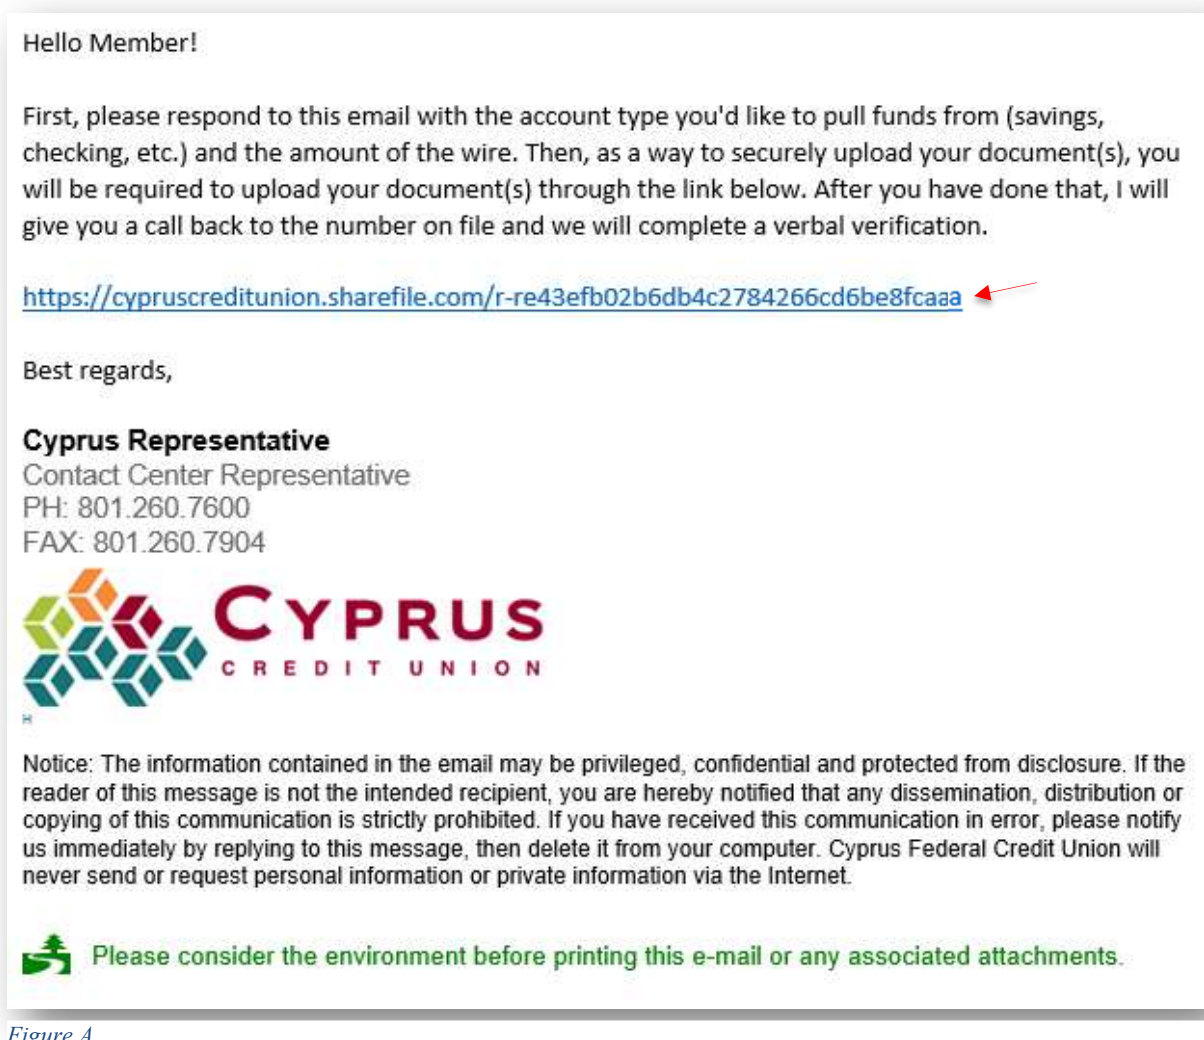 Hello Member!
First, please respond to this email with the account type you'd like to pull funds from (savings,
checking, etc.) and the amount of the wire. Then, as a way to securely upload your document(s), you
will be required to upload your document(s) through the link below. After you have done that, I will
give you a call back to the number on file and we will complete a verbal verification.
https://cypruscreditunion.sharefile.com/r-re43efb02b6db4c2784266cd6be8fcaaa
Best regards,
Cyprus Representative
Contact Center Representative
PH: 801.260.7600
FAX: 801.260.7904
CYPRUS
CREDIT UNION
H
Notice: The information contained in the email may be privileged, confidential and protected from disclosure. If the
reader of this message is not the intended recipient, you are hereby notified that any dissemination, distribution or
copying of this communication is strictly prohibited. If you have received this communication in error, please notify
us immediately by replying to this message, then delete it from your computer. Cyprus Federal Credit Union will
never send or request personal information or private information via the Internet.
Please consider the environment before printing this e-mail or any associated attachments.
Figure A